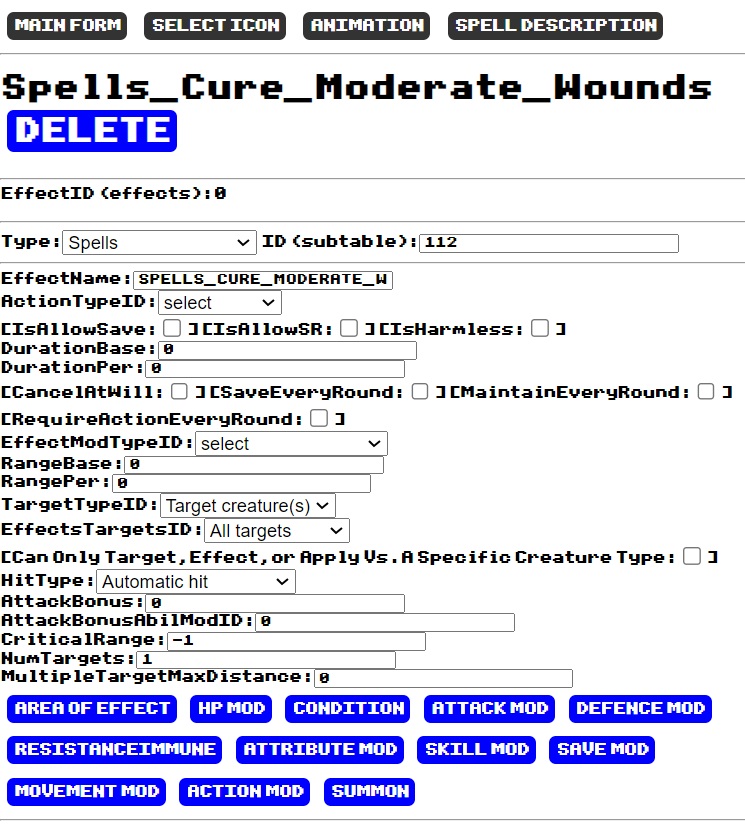 MAIN FORM SELECT ICON ANIMATION SPELL DESCRIPTION
Spells_Cure_Moderate_Wounds
DELETE
EffectID (effects):0
Type: Spells ID (subtable): 112
EffectName: SPELLS_CURE_MODERATE_W
ActionTypeID: select
[IsAllowSave: ] [IsAllowSR: ] [IsHarmless: ]
DurationBase: 0
DurationPer: 0
[CancelAtWill: ] [SaveEveryRound: ] [MaintainEveryRound: ]
[RequireActionEveryRound: ]
EffectModTypeID: select
RangeBase: 0
RangePer: 0
TargetTypeID: Target creature(s)
EffectsTargetsID: All targets
[Can Only Target, Effect, or Apply Vs. A Specific Creature Type: ]
HitType: Automatic hit
AttackBonus: 0
AttackBonusAbilModID: 0
CriticalRange: -1
NumTargets: 1
MultipleTargetMaxDistance: 0
AREA OF EFFECT HP MOD CONDITION ATTACK MOD DEFENCE MOD
RESISTANCEIMMUNE ATTRIBUTE MOD SKILL MOD SAVE MOD
MOVEMENT MOD ACTION MOD SUMMON